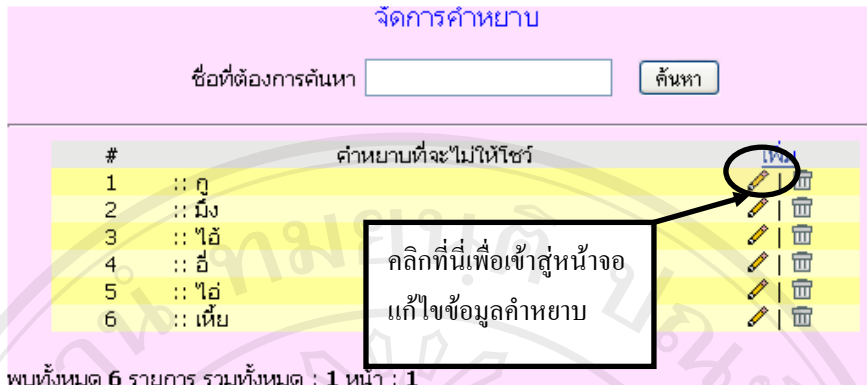 จัดการคำหยาบ
ชื่อที่ต้องการค้นหา ค้นหา
# คำหยาบที่จะไม่ให้โชว์ เพิ่ม
1 :: กู |
2 :: มึง |
3 :: ไอ้ |
4 :: อี่ |
5 :: ไอ่ |
6 :: เหี้ย |
คลิกที่นี่เพื่อเข้าสู่หน้าจอ
แก้ไขข้อมูลคำหยาบ
พบทั้งหมด 6 รายการ รวมทั้งหมด : 1 หน้า : 1